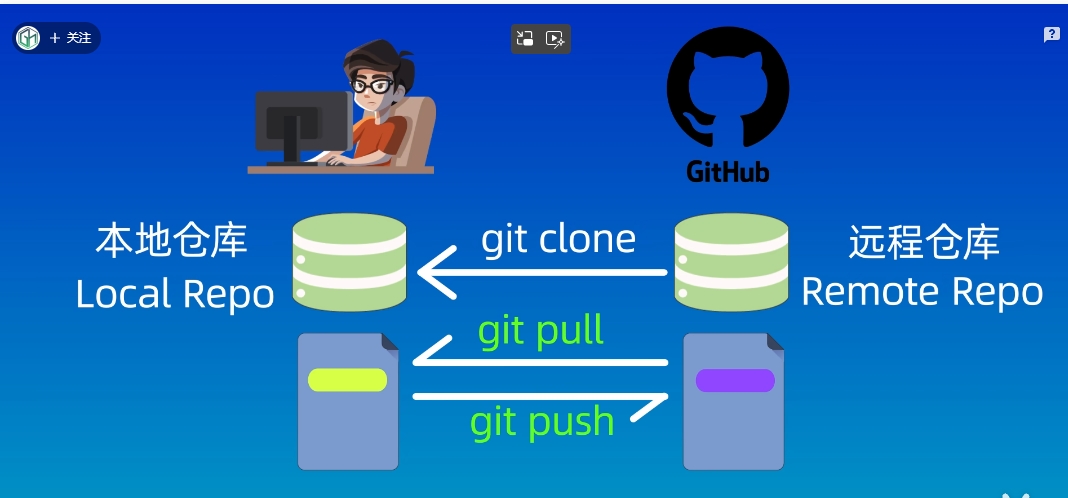 + 关注
?
GitHub
本地仓库
Local Repo
git clone
远程仓库
Remote Repo
git pull
git push